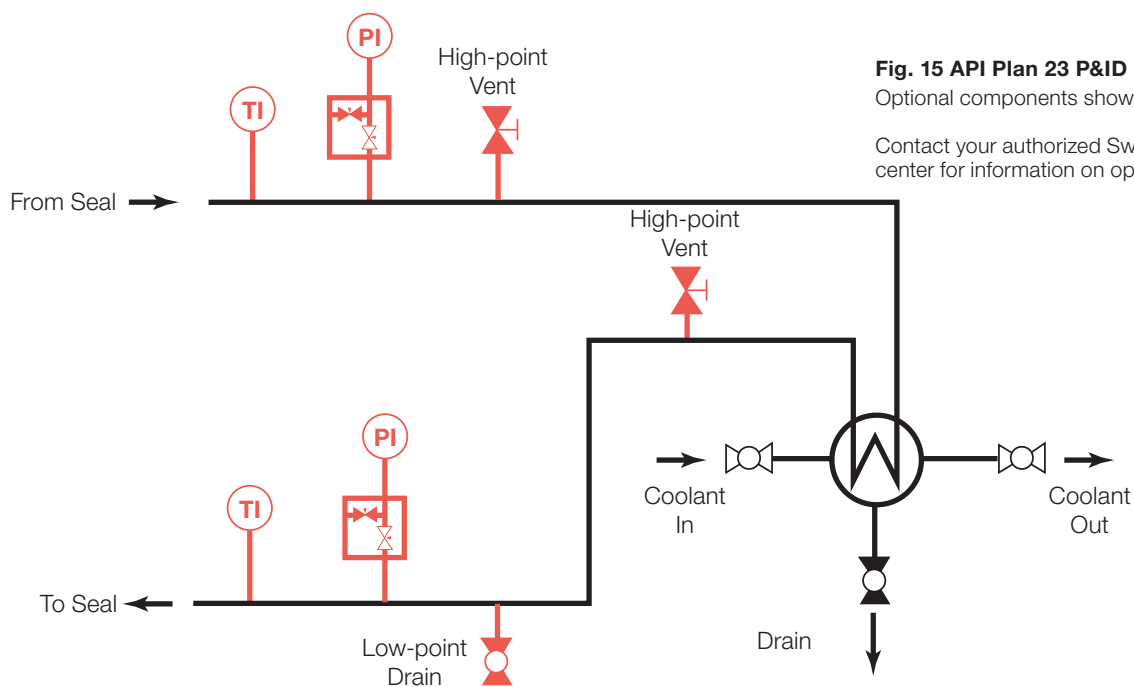 PI
High-point
Vent
Fig. 15 API Plan 23 P&ID
Optional components show
TI
Contact your authorized Sw
center for information on op
From Seal
High-point
Vent
PI
Coolant
In
Coolant
Out
TI
To Seal
Low-point
Drain
Drain